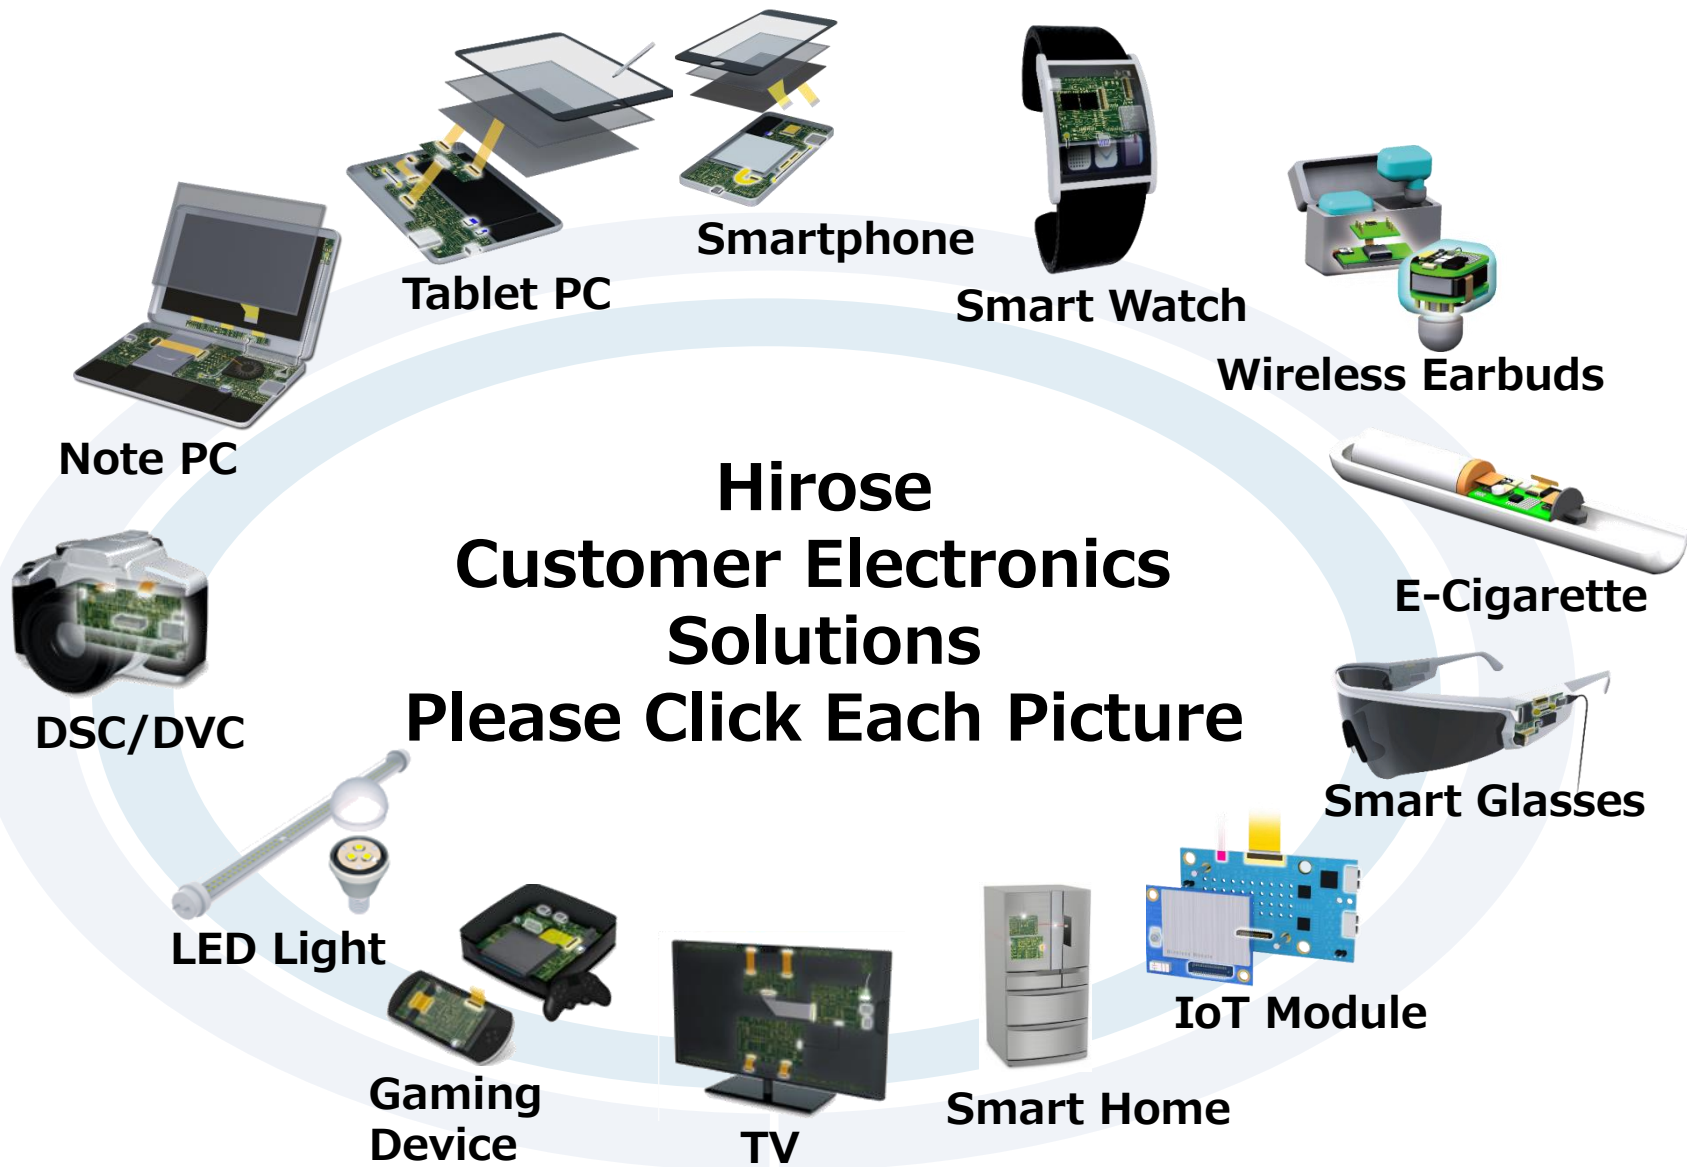 Smartphone
Tablet PC
Smart Watch
Wireless Earbuds
Note PC
Hirose
Customer Electronics
Solutions
Please Click Each Picture
E-Cigarette
DSC/DVC
Smart Glasses
LED Light
IoT Module
Gaming
Device
TV
Smart Home